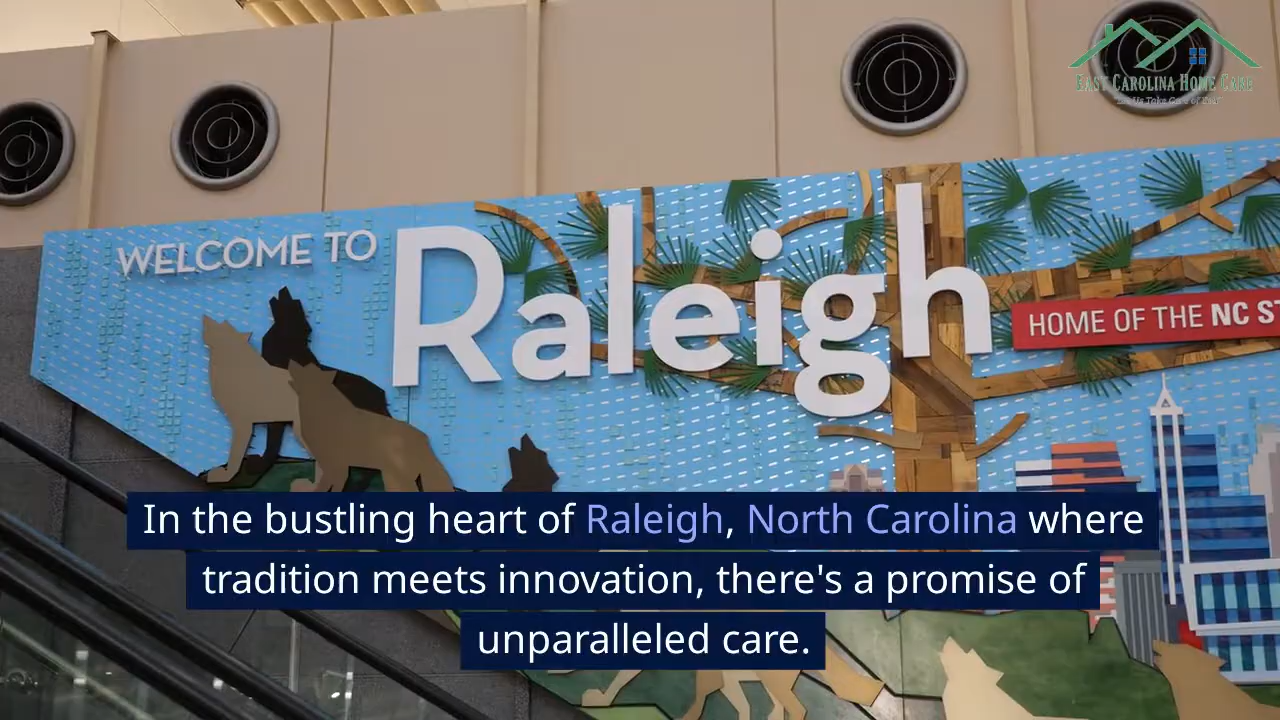 EAST CAROLINA HOME CARE
WELCOME TO
Raleigh
HOME OF THE NC ST
In the bustling heart of Raleigh, North Carolina where
tradition meets innovation, there's a promise of
unparalleled care.